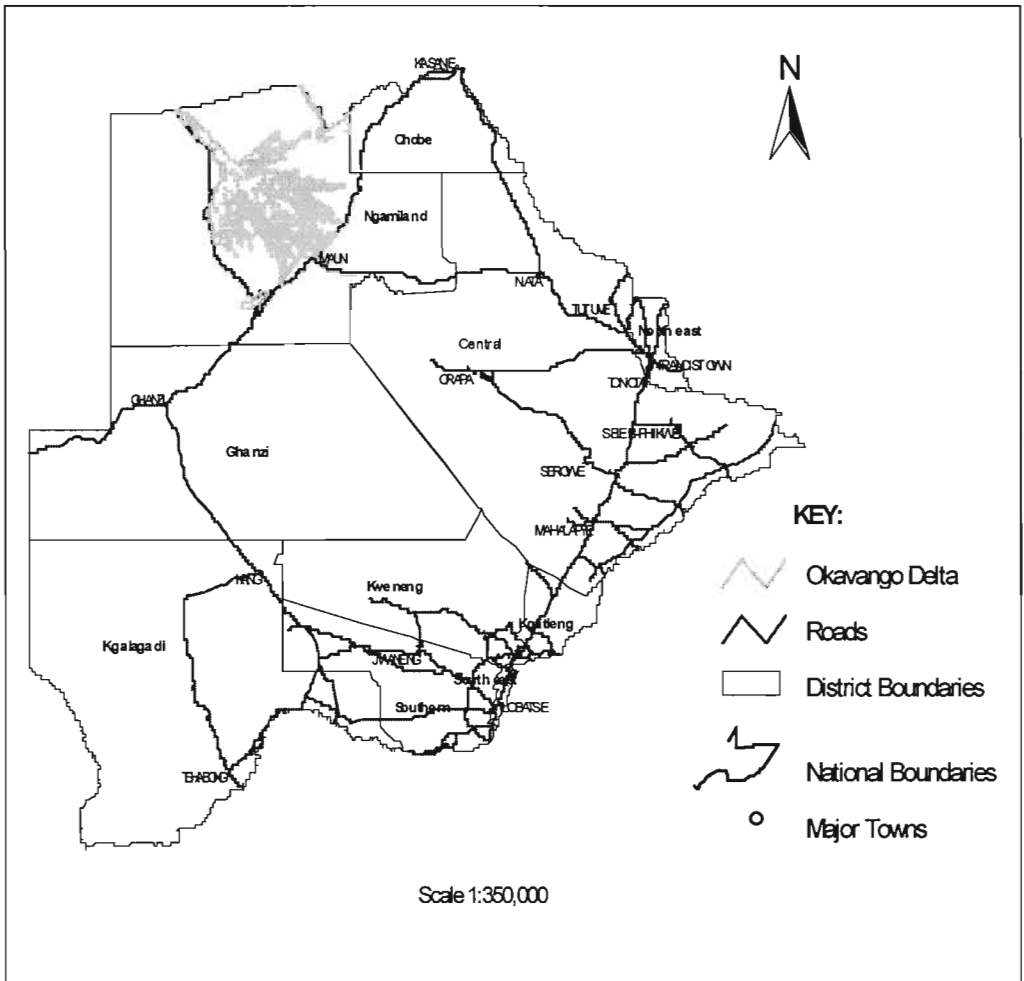 KASANE
N
Chobe
Ngamiland
MAUN
NATA
TUTUME
North east
Central
FRANCISTOWN
ORAPA
TONOTA
GHANZI
SELEBI-PHIKWE
Ghanzi
SEROWE
KEY:
MAHALAPYE
Okavango Delta
HANG
Kweneng
Kgatleng
Roads
Kgalagadi
JWANENG
South east
District Boundaries
Southern
LOBATSE
TSHABONG
National Boundaries
Major Towns
Scale 1:350,000